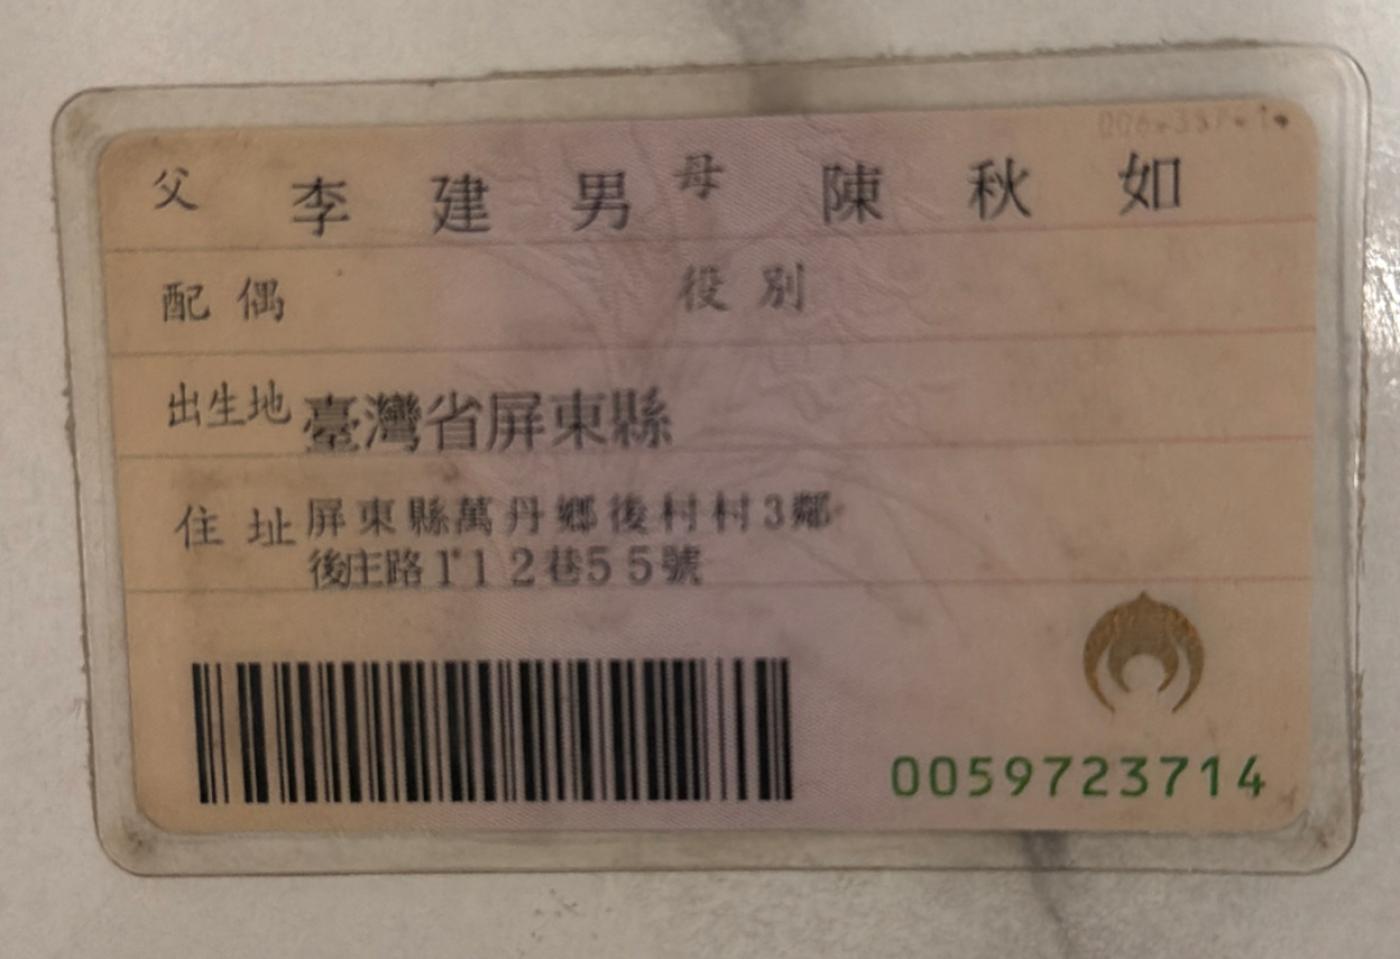 父 李建男 母 陳秋如
配偶 役別
出生地 臺灣省屏東縣
住址 屏東縣萬丹鄉後村村3鄰
後庄路112巷55號
0059723714